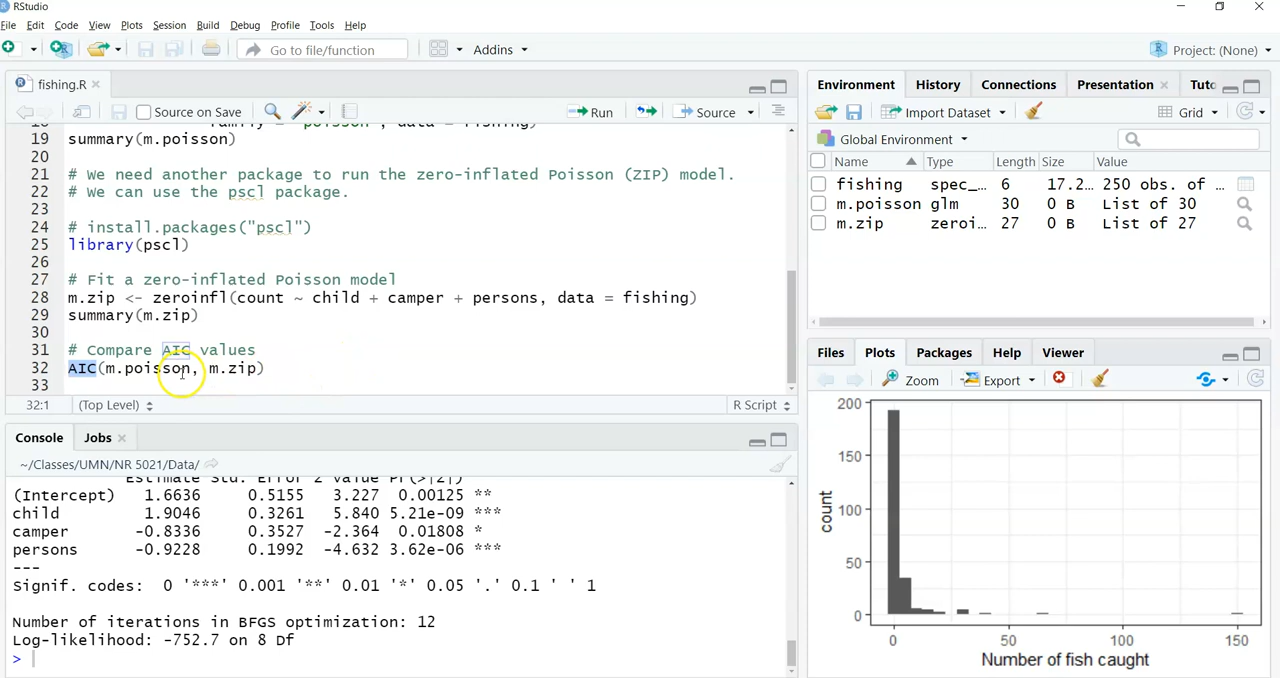 RStudio
File Edit Code View Plots Session Build Debug Profile Tools Help
Go to file/function
Addins
Project: (None)
fishing.R
Source on Save
Run
Source
19 summary(m.poisson)
20
21 # We need another package to run the zero-inflated Poisson (ZIP) model.
22 # We can use the pscl package.
23
24 # install.packages("pscl")
25 library(pscl)
26
27 # Fit a zero-inflated Poisson model
28 m.zip <- zeroinfl(count ~ child + camper + persons, data = fishing)
29 summary(m.zip)
30
31 # Compare AIC values
32 AIC(m.poisson, m.zip)
33
32:1 (Top Level) R Script
Console Jobs
~/Classes/UMN/NR 5021/Data/
Estimate Std. Error z value Pr(>|z|)
(Intercept) 1.6636 0.5155 3.227 0.00125 **
child 1.9046 0.3261 5.840 5.21e-09 ***
camper -0.8336 0.3527 -2.364 0.01808 *
persons -0.9228 0.1992 -4.632 3.62e-06 ***
---
Signif. codes: 0 '***' 0.001 '**' 0.01 '*' 0.05 '.' 0.1 ' ' 1
Number of iterations in BFGS optimization: 12
Log-likelihood: -752.7 on 8 Df
>
Environment History Connections Presentation Tuto
Import Dataset Grid
Global Environment
Name Type Length Size Value
fishing spec_… 6 17.2… 250 obs. of …
m.poisson glm 30 0 B List of 30
m.zip zeroi… 27 0 B List of 27
Files Plots Packages Help Viewer
Zoom Export
200
150
100
50
0
count
0 50 100 150
Number of fish caught